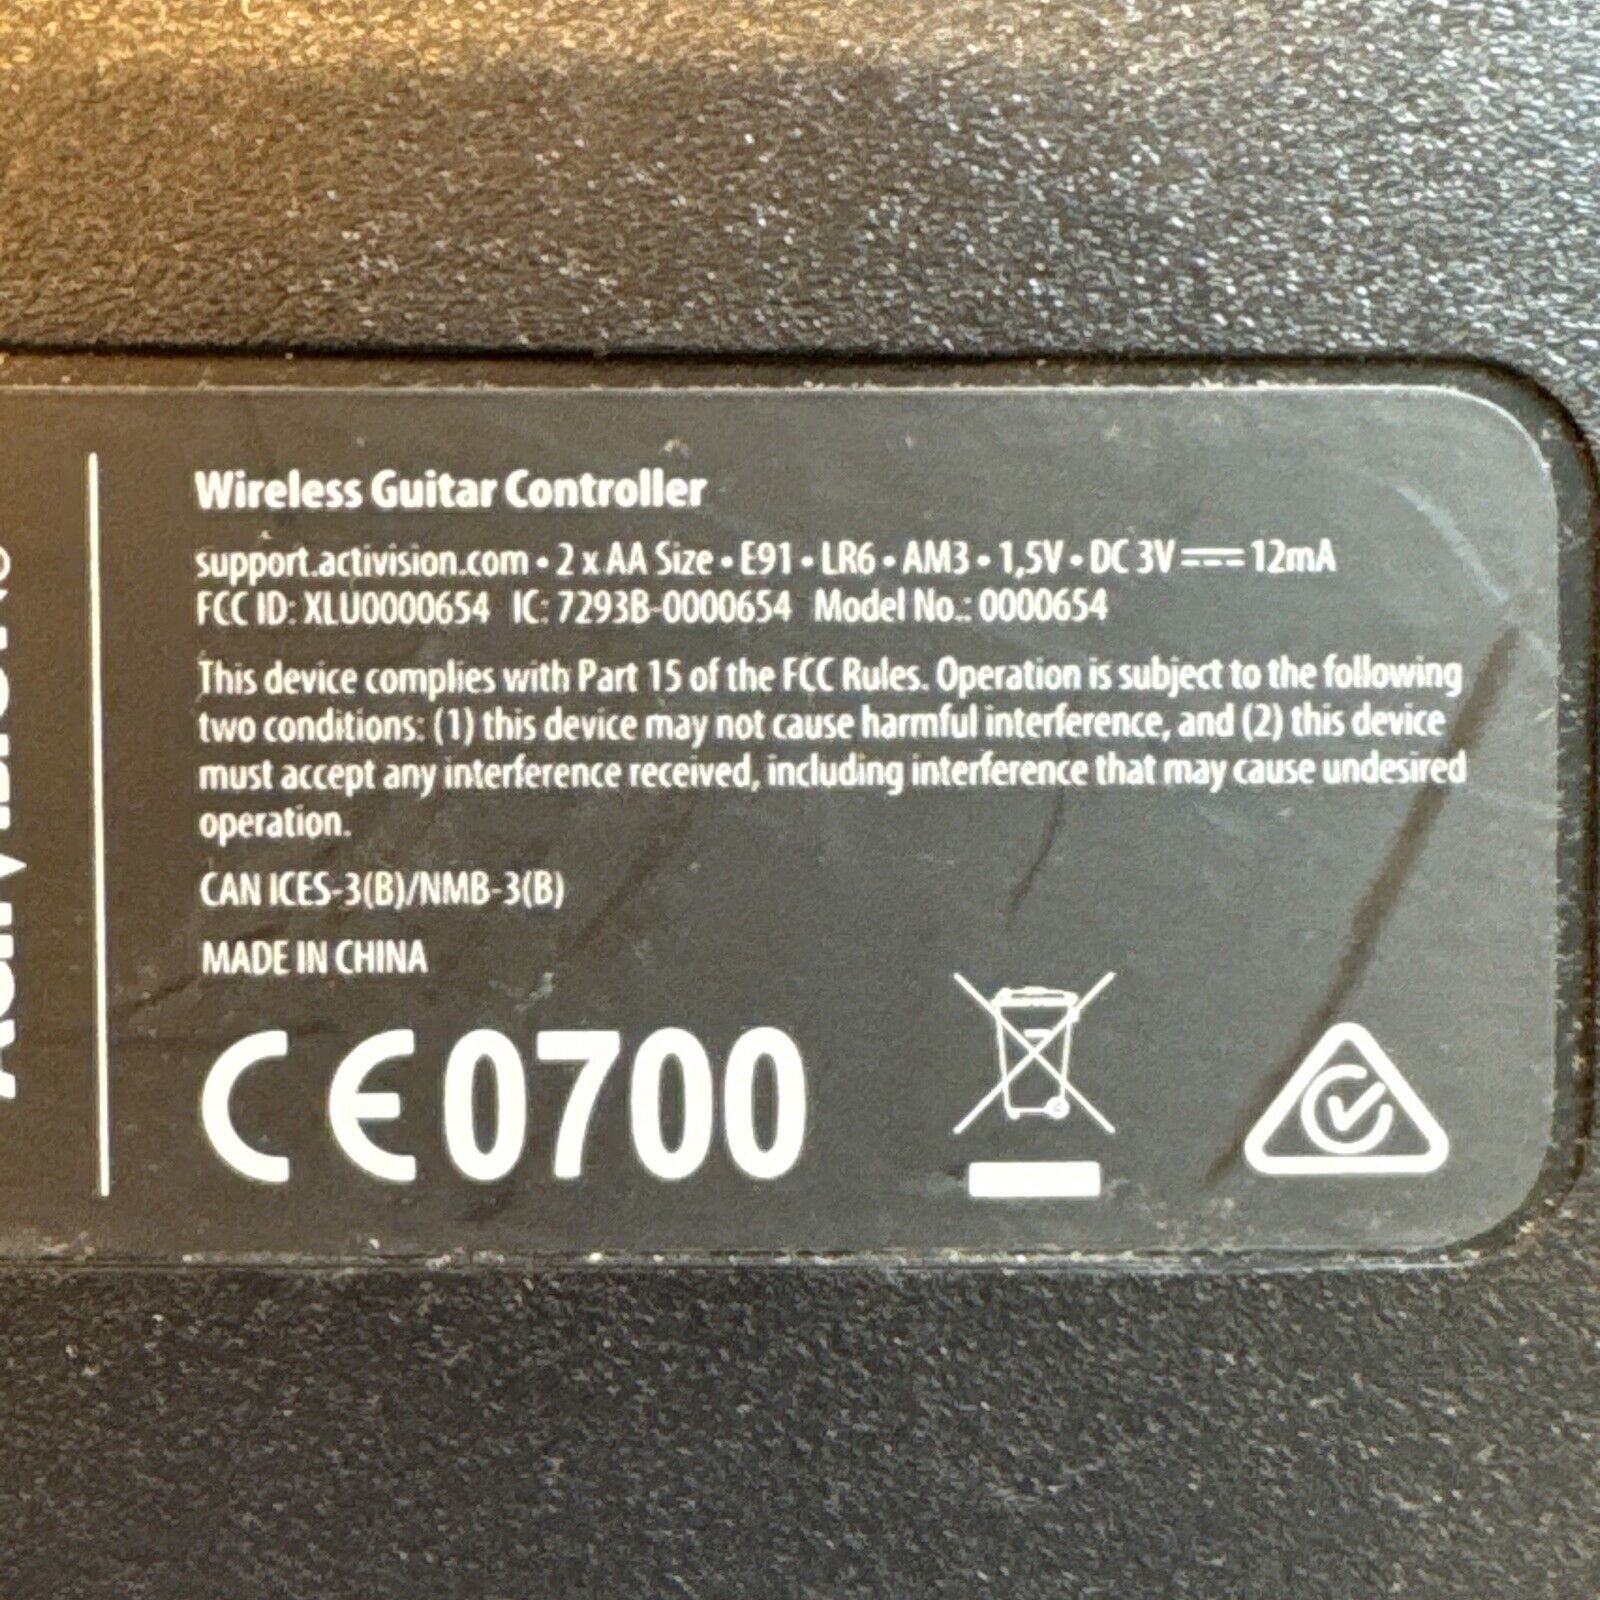 Wireless Guitar Controller
support.activision.com • 2 x AA Size • E91 • LR6 • AM3 • 1,5V • DC 3V ⎓ 12mA
FCC ID: XLU0000654 IC: 7293B-0000654 Model No.: 0000654
This device complies with Part 15 of the FCC Rules. Operation is subject to the following
two conditions: (1) this device may not cause harmful interference, and (2) this device
must accept any interference received, including interference that may cause undesired
operation.
CAN ICES-3(B)/NMB-3(B)
MADE IN CHINA
CE0700